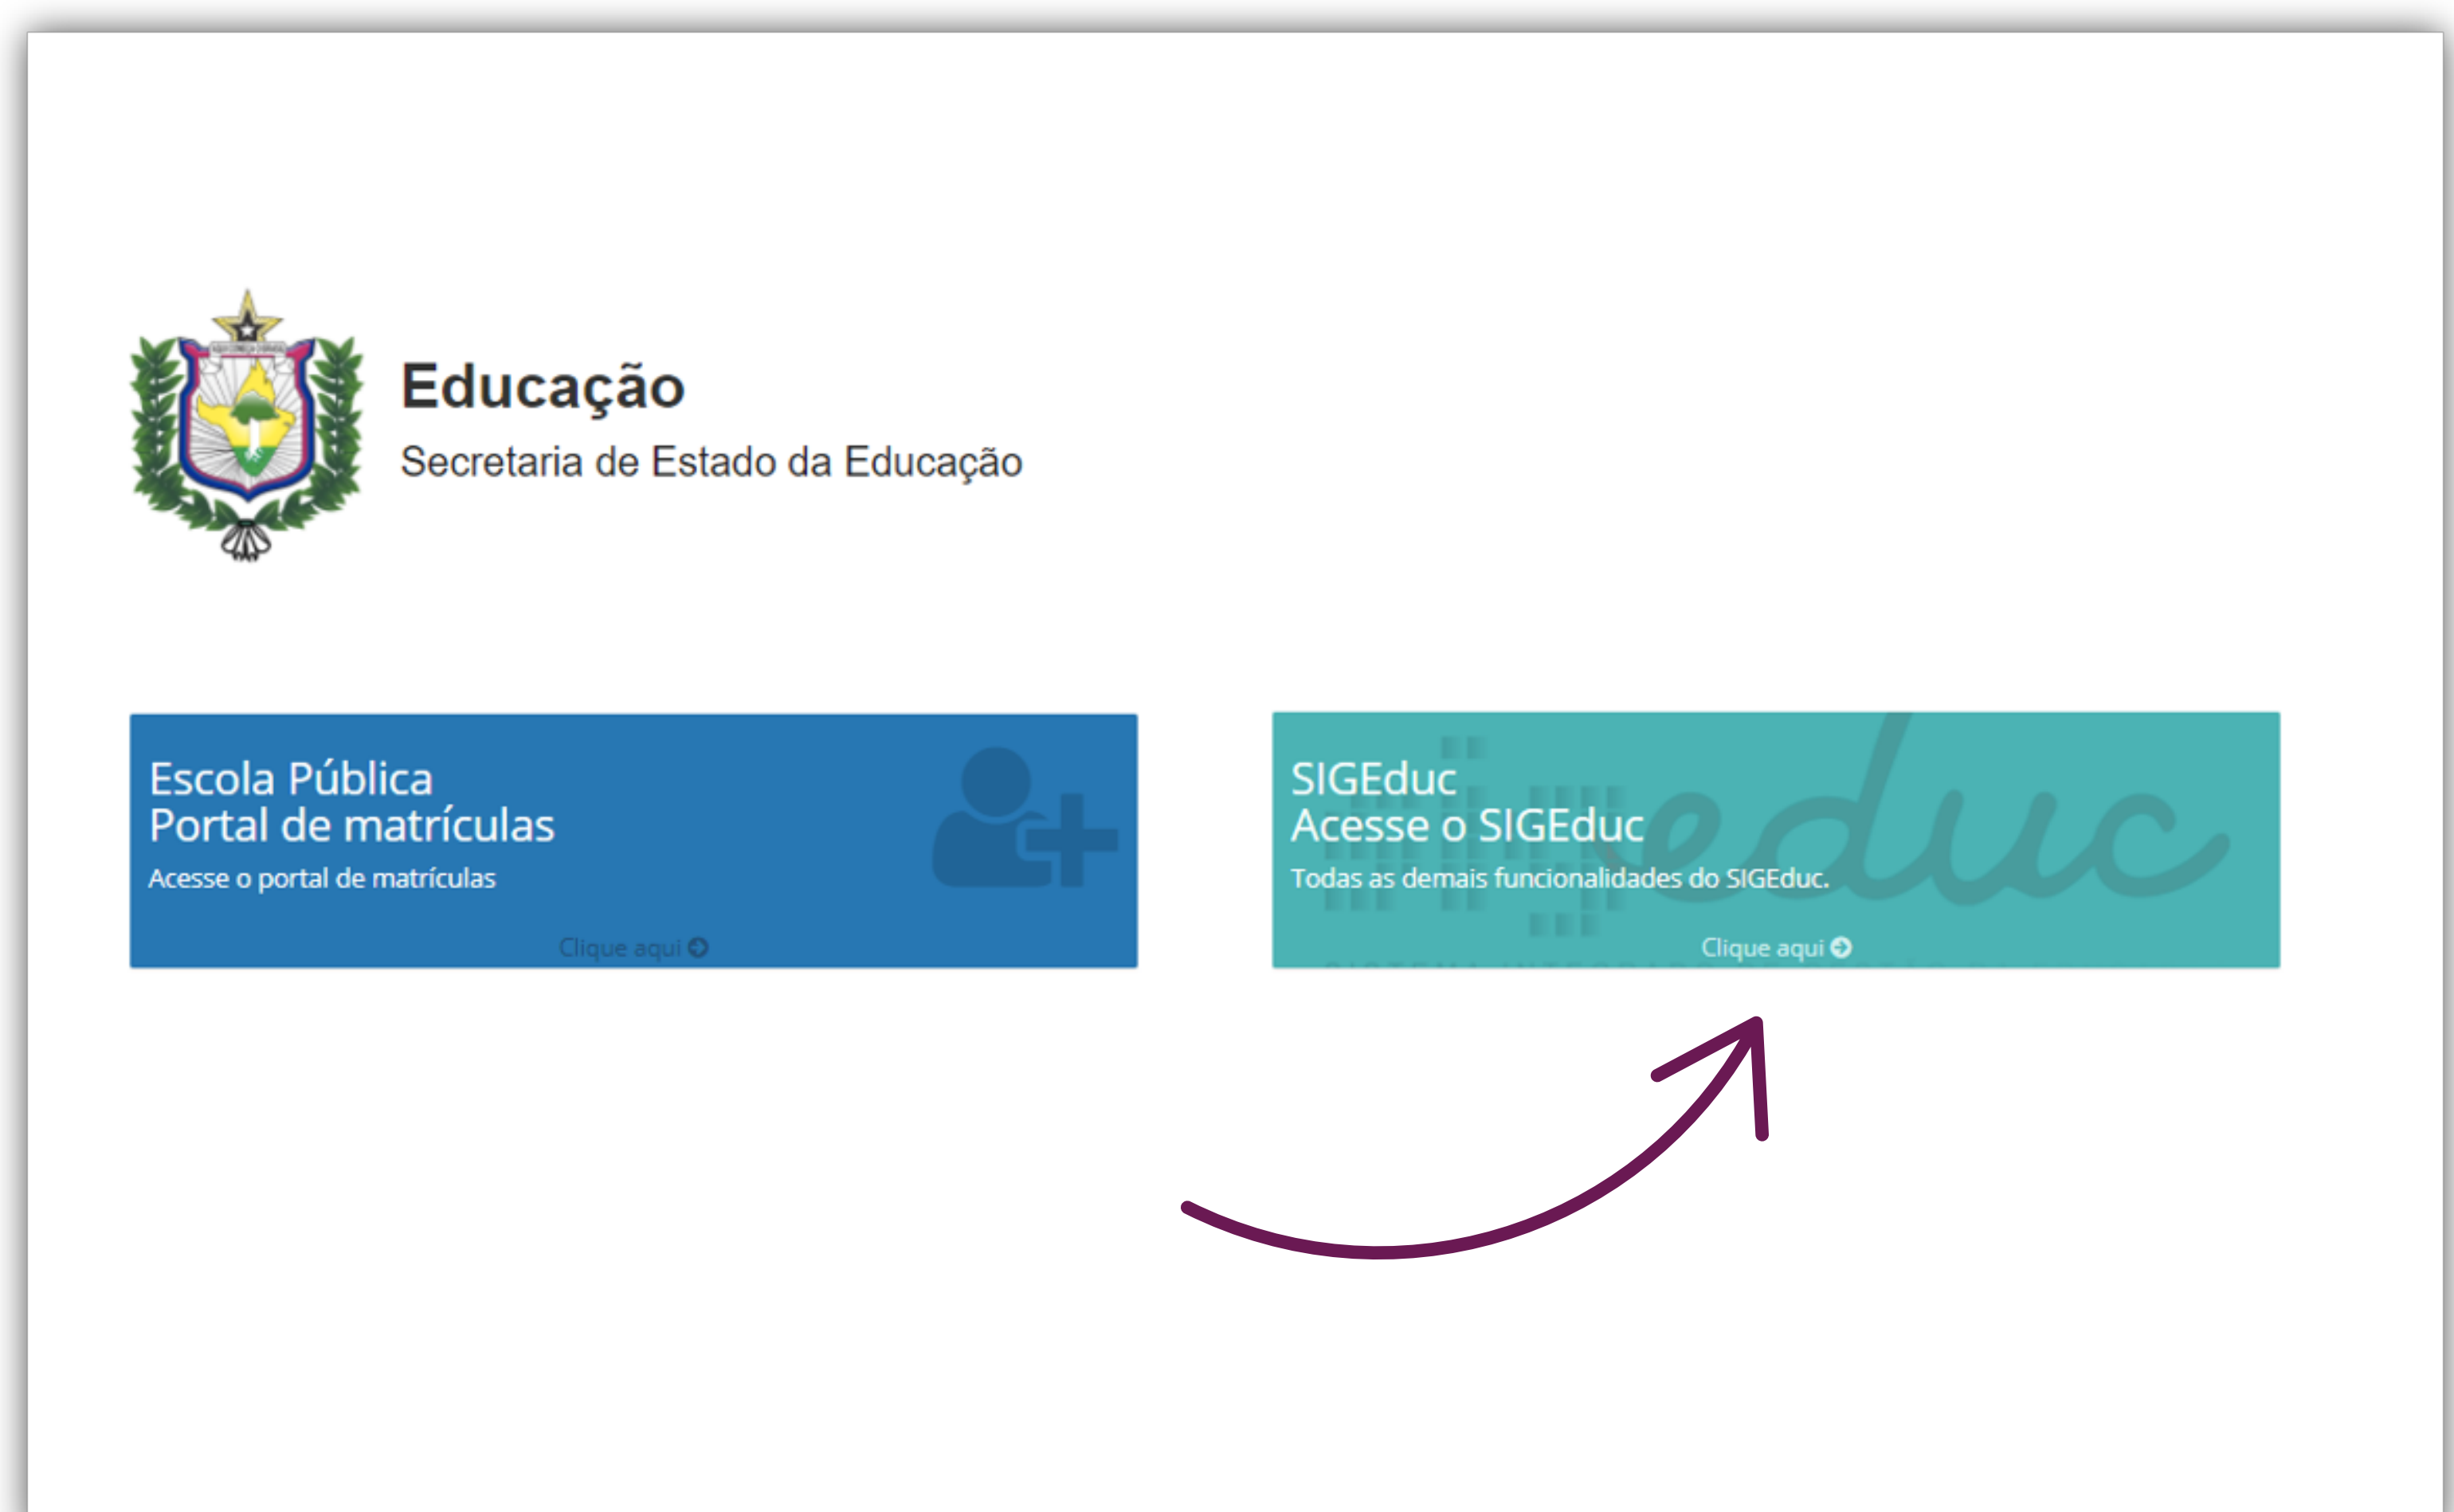 Educação
Secretaria de Estado da Educação
Escola Pública
Portal de matrículas
Acesse o portal de matrículas
Clique aqui
SIGEduc
Acesse o SIGEduc
Todas as demais funcionalidades do SIGEduc.
Clique aqui
educ